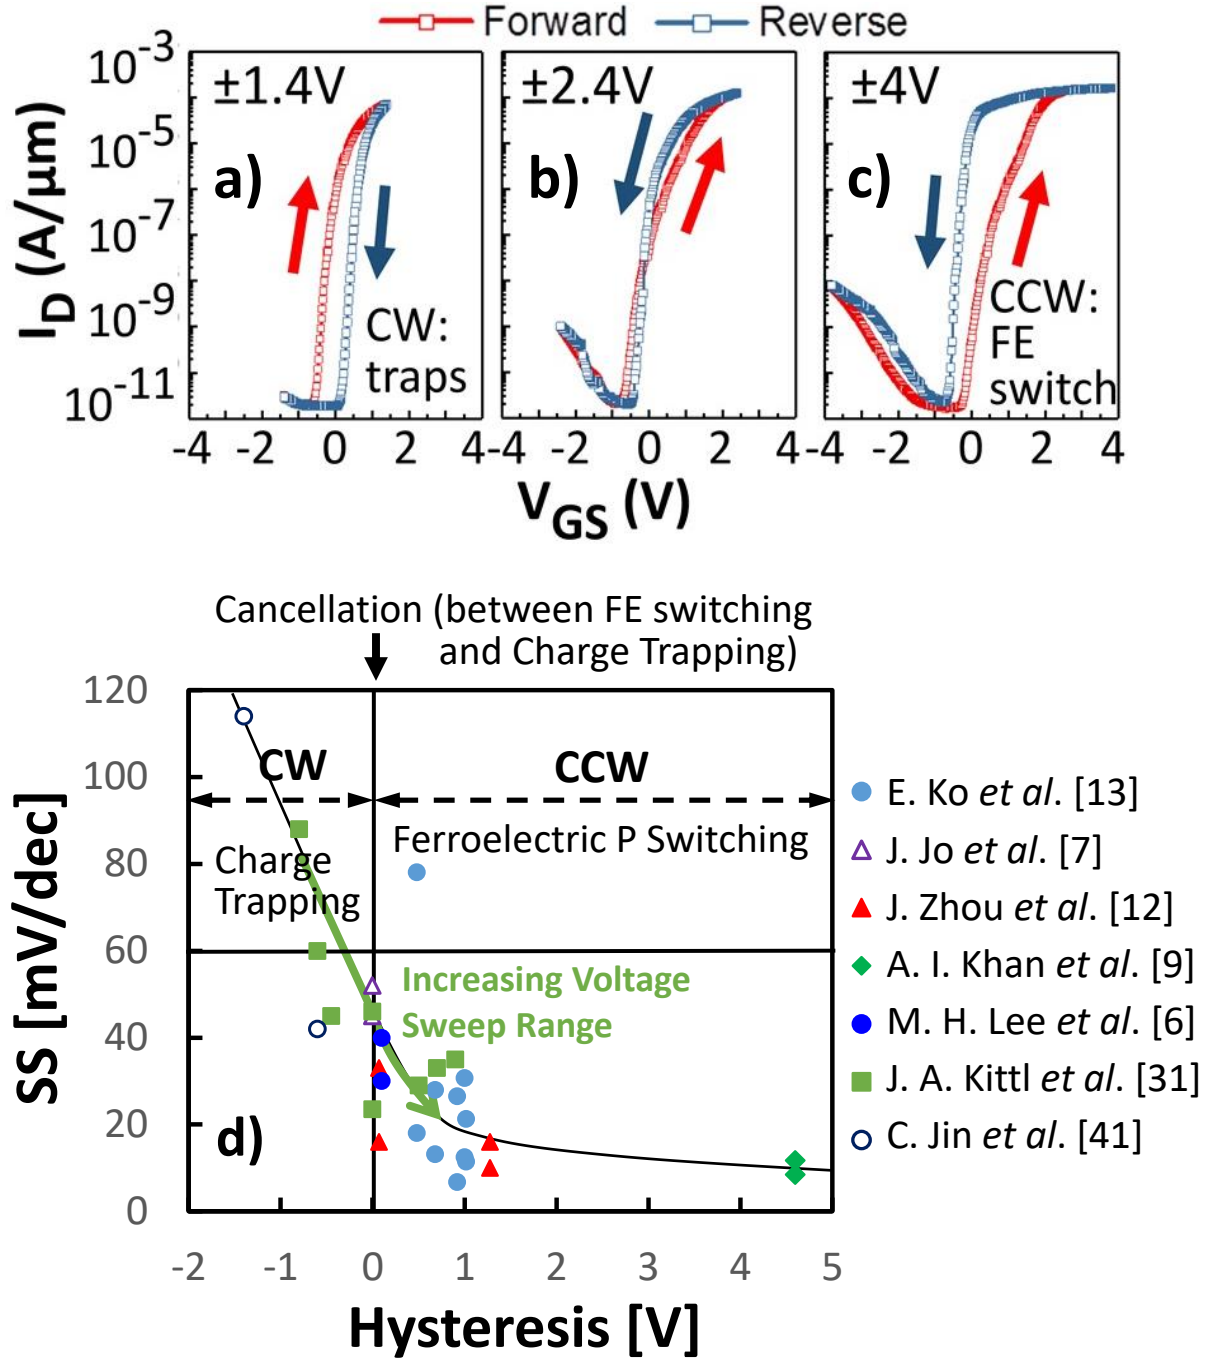 Forward Reverse
±1.4V ±2.4V ±4V
a) b) c)
CW:
traps
CCW:
FE
switch
10⁻³
10⁻⁵
10⁻⁷
10⁻⁹
10⁻¹¹
I_D (A/μm)
-4 -2 0 2 4 -4 -2 0 2 4 -4 -2 0 2 4
V_GS (V)
Cancellation (between FE switching
and Charge Trapping)
120
100
80
60
40
20
0
SS [mV/dec]
CW CCW
Charge
Trapping
Ferroelectric P Switching
Increasing Voltage
Sweep Range
d)
-2 -1 0 1 2 3 4 5
Hysteresis [V]
E. Ko et al. [13]
J. Jo et al. [7]
J. Zhou et al. [12]
A. I. Khan et al. [9]
M. H. Lee et al. [6]
J. A. Kittl et al. [31]
C. Jin et al. [41]